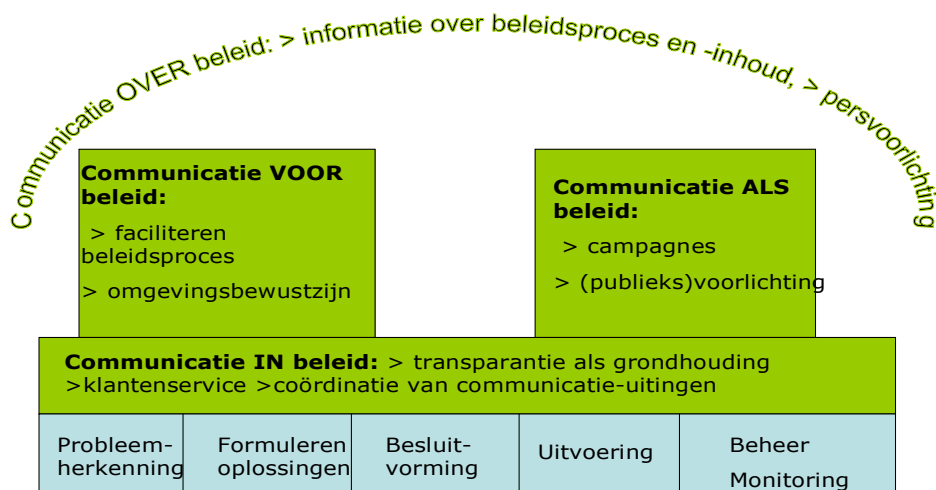 Communicatie OVER beleid: > informatie over beleidsproces en -inhoud, > persvoorlichting
Communicatie VOOR
beleid:
> faciliteren
beleidsproces
> omgevingsbewustzijn
Communicatie ALS
beleid:
> campagnes
> (publieks)voorlichting
Communicatie IN beleid: > transparantie als grondhouding
>klantenservice >coördinatie van communicatie-uitingen
Probleem-
herkenning
Formuleren
oplossingen
Besluit-
vorming
Uitvoering
Beheer
Monitoring